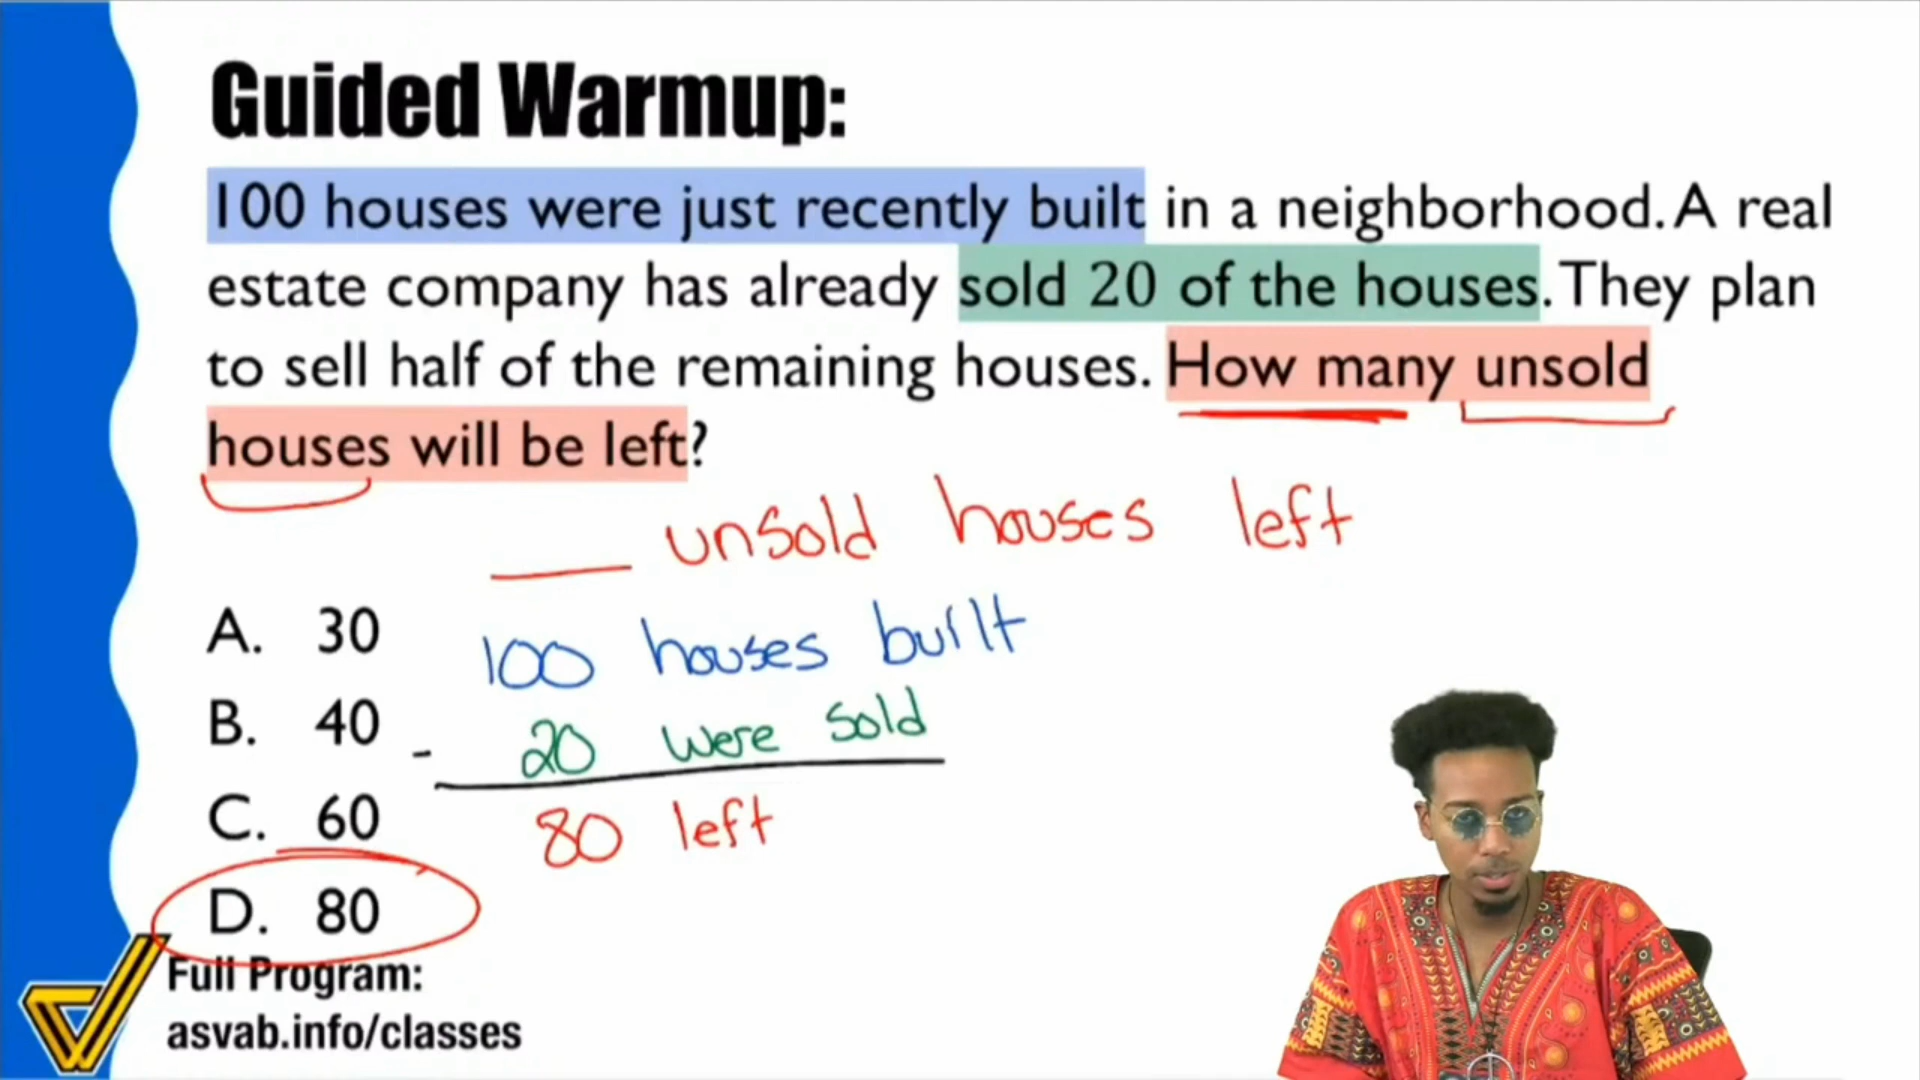 Guided Warmup:
100 houses were just recently built in a neighborhood. A real
estate company has already sold 20 of the houses. They plan
to sell half of the remaining houses. How many unsold
houses will be left?
___ unsold houses left
A. 30
100 houses built
B. 40
- 20 were sold
C. 60
80 left
D. 80
Full Program:
asvab.info/classes